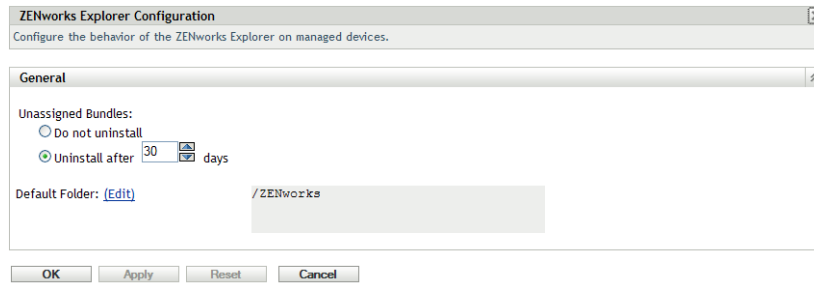 ZENworks Explorer Configuration
Configure the behavior of the ZENworks Explorer on managed devices.
General
Unassigned Bundles:
Do not uninstall
Uninstall after 30 days
Default Folder: (Edit) /ZENworks
OK Apply Reset Cancel